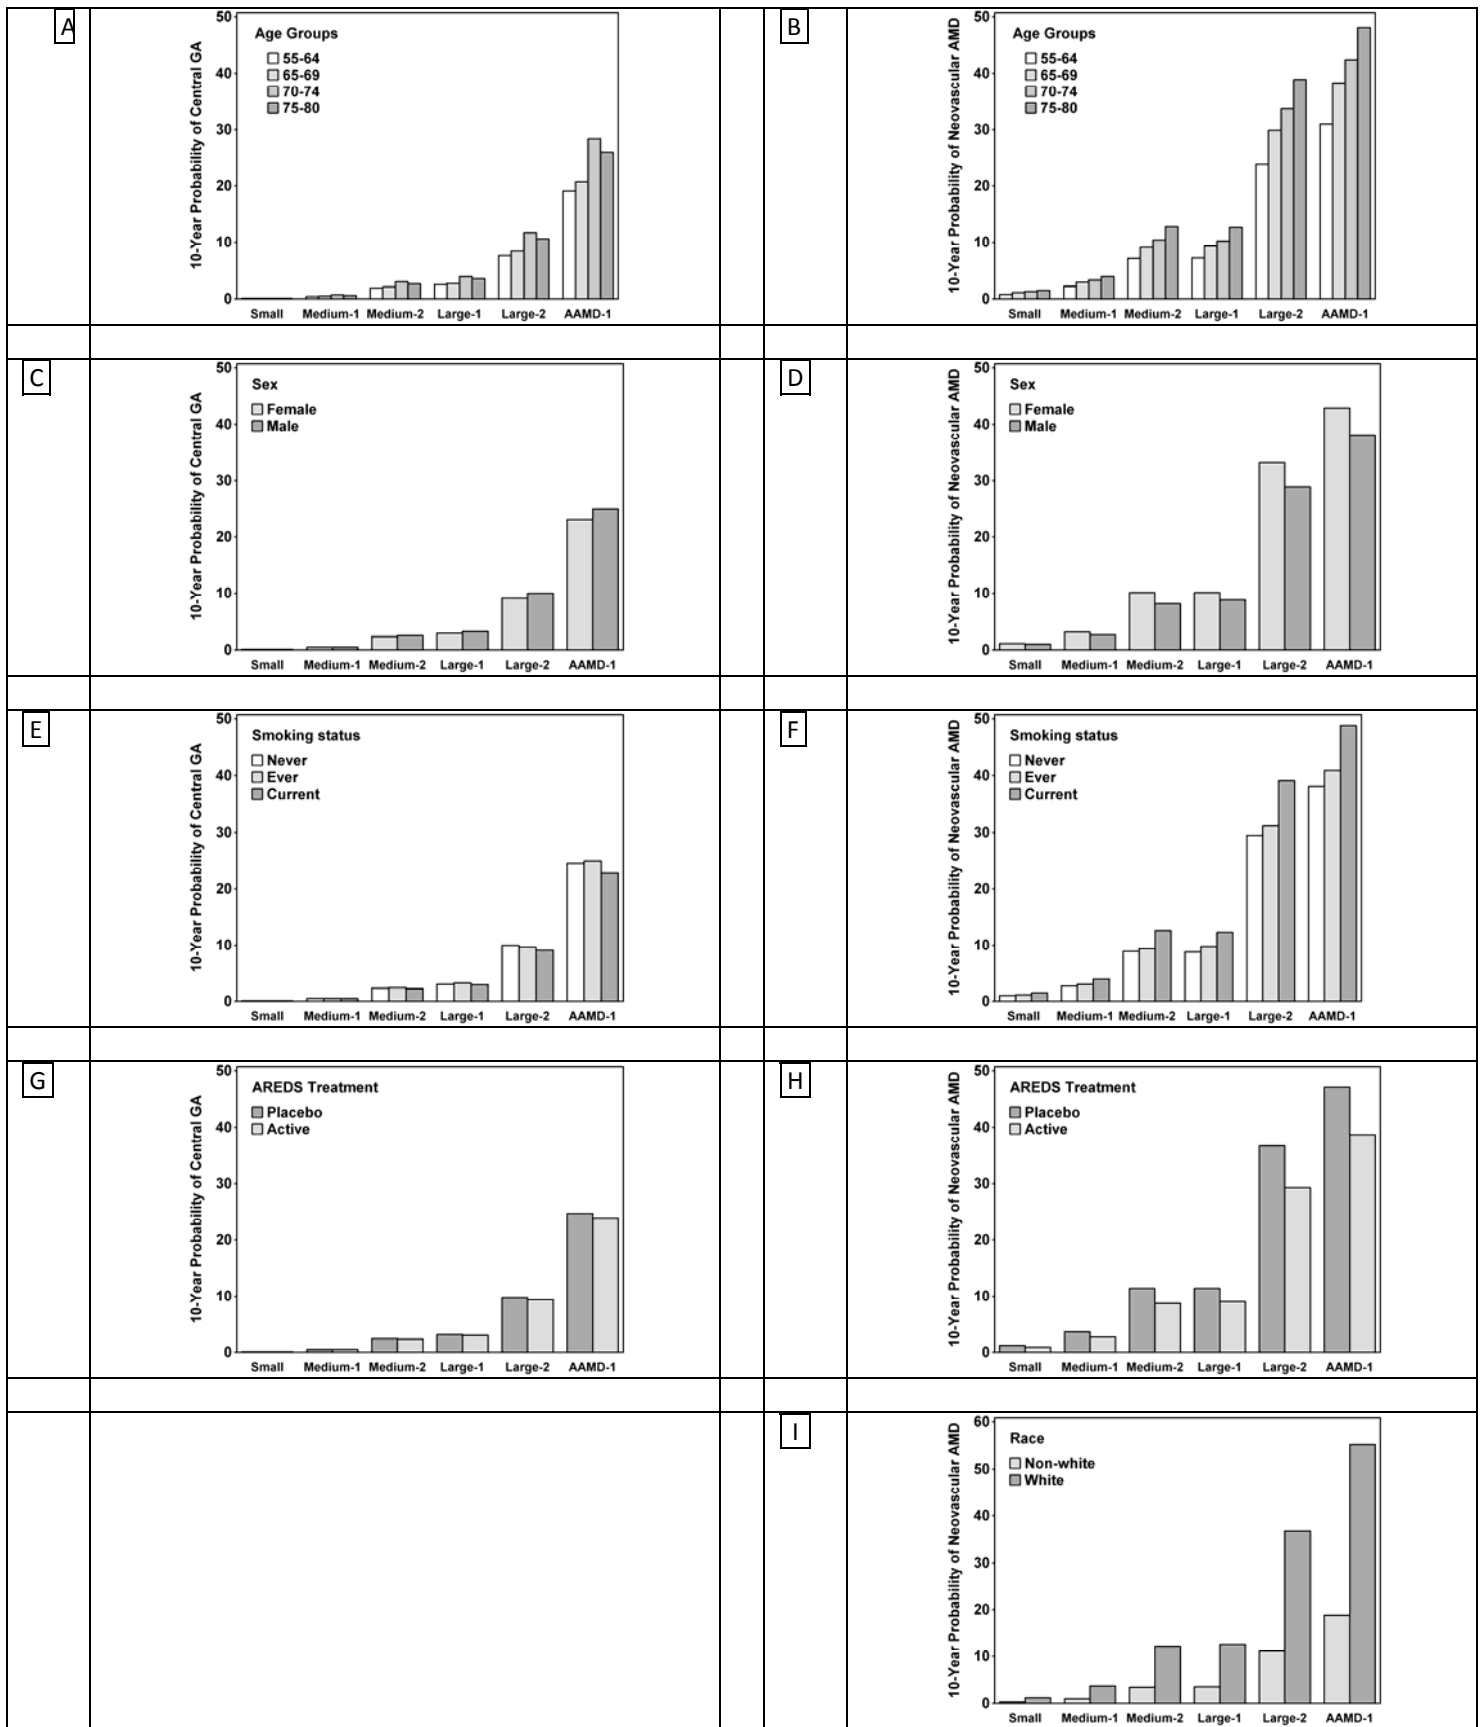 A
10-Year Probability of Central GA
50
40
30
20
10
0
Age Groups
55-64
65-69
70-74
75-80
Small Medium-1 Medium-2 Large-1 Large-2 AAMD-1
B
10-Year Probability of Neovascular AMD
50
40
30
20
10
0
Age Groups
55-64
65-69
70-74
75-80
Small Medium-1 Medium-2 Large-1 Large-2 AAMD-1
C
10-Year Probability of Central GA
50
40
30
20
10
0
Sex
Female
Male
Small Medium-1 Medium-2 Large-1 Large-2 AAMD-1
D
10-Year Probability of Neovascular AMD
50
40
30
20
10
0
Sex
Female
Male
Small Medium-1 Medium-2 Large-1 Large-2 AAMD-1
E
10-Year Probability of Central GA
50
40
30
20
10
0
Smoking status
Never
Ever
Current
Small Medium-1 Medium-2 Large-1 Large-2 AAMD-1
F
10-Year Probability of Neovascular AMD
50
40
30
20
10
0
Smoking status
Never
Ever
Current
Small Medium-1 Medium-2 Large-1 Large-2 AAMD-1
G
10-Year Probability of Central GA
50
40
30
20
10
0
AREDS Treatment
Placebo
Active
Small Medium-1 Medium-2 Large-1 Large-2 AAMD-1
H
10-Year Probability of Neovascular AMD
50
40
30
20
10
0
AREDS Treatment
Placebo
Active
Small Medium-1 Medium-2 Large-1 Large-2 AAMD-1
I
10-Year Probability of Neovascular AMD
60
50
40
30
20
10
0
Race
Non-white
White
Small Medium-1 Medium-2 Large-1 Large-2 AAMD-1